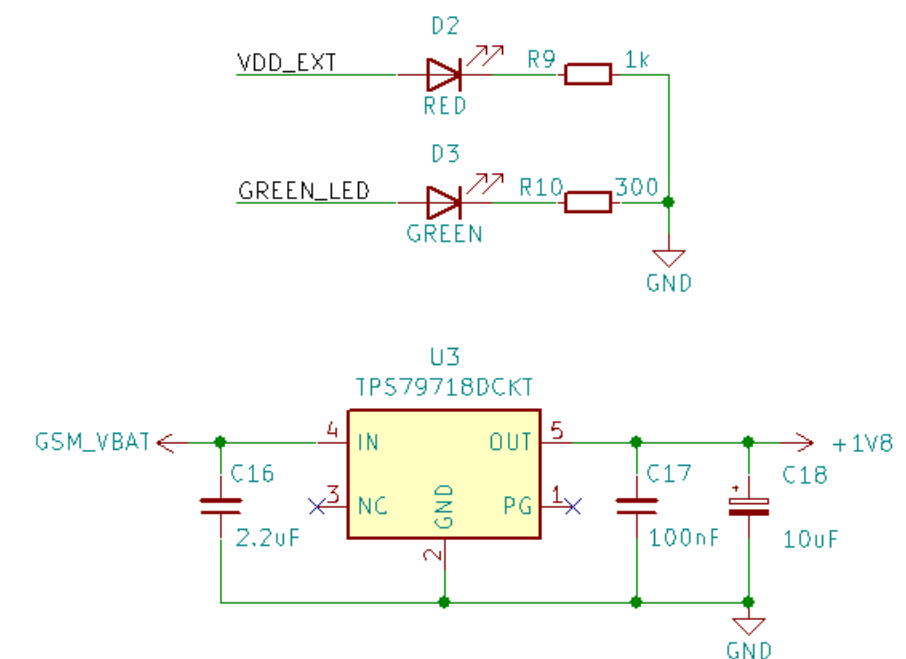 D2
VDD_EXT
R9 1k
RED
D3
GREEN_LED
R10 300
GREEN
GND
U3
TPS79718DCKT
GSM_VBAT
4 IN
OUT 5
+1V8
C16
C17
C18
+
3 NC
GND
PG 1
2.2uF
100nF
10uF
2
GND